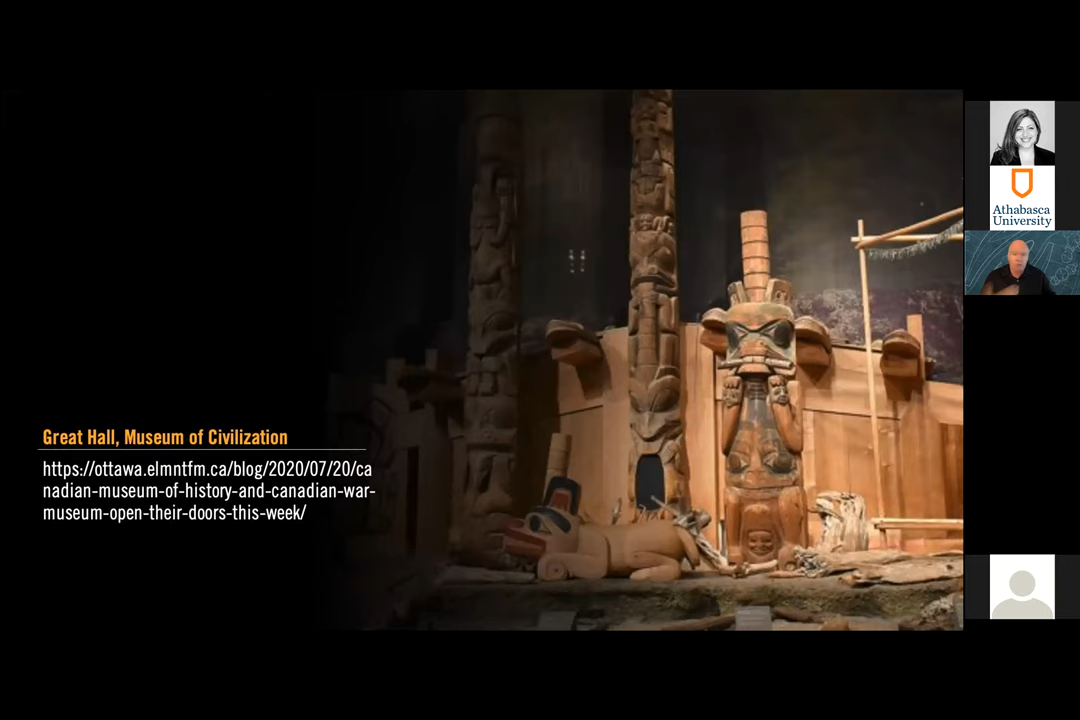 Great Hall, Museum of Civilization
https://ottawa.elmntfm.ca/blog/2020/07/20/ca
nadian-museum-of-history-and-canadian-war-
museum-open-their-doors-this-week/
Athabasca
University